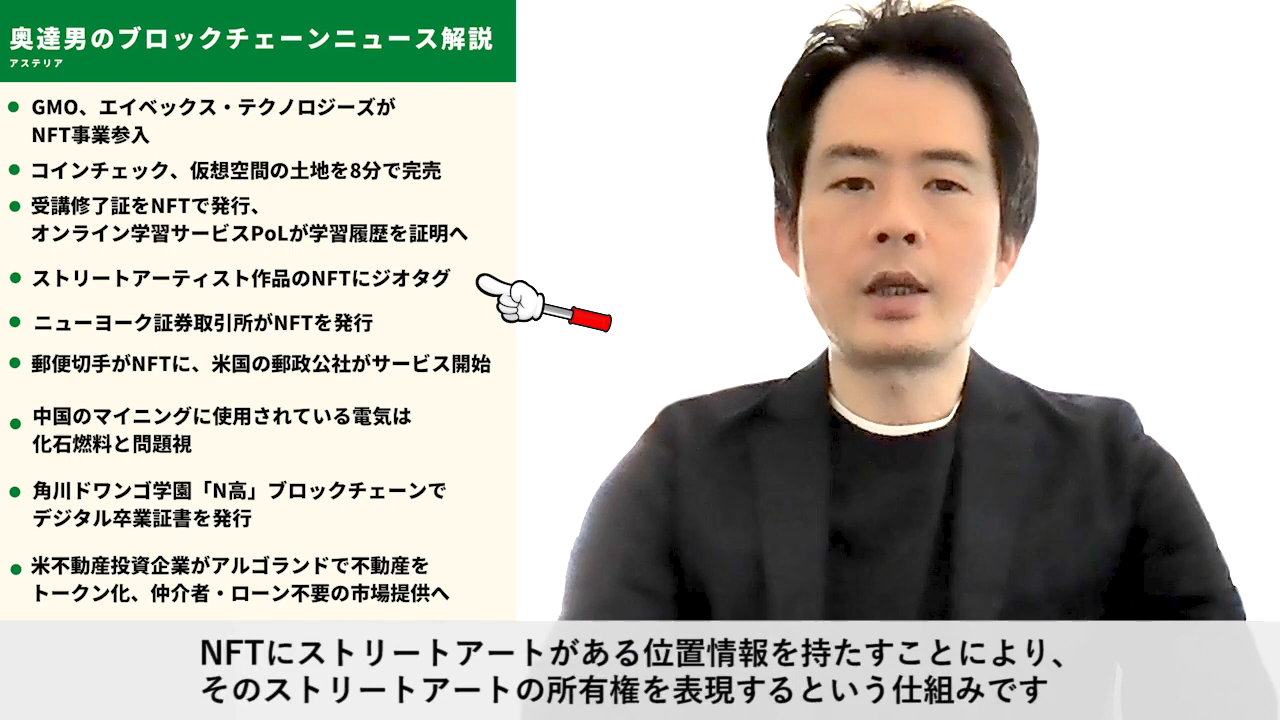 奥達男のブロックチェーンニュース解説
アステリア
GMO、エイベックス・テクノロジーズが
NFT事業参入
コインチェック、仮想空間の土地を8分で完売
受講修了証をNFTで発行、
オンライン学習サービスPoLが学習履歴を証明へ
ストリートアーティスト作品のNFTにジオタグ
ニューヨーク証券取引所がNFTを発行
郵便切手がNFTに、米国の郵政公社がサービス開始
中国のマイニングに使用されている電気は
化石燃料と問題視
角川ドワンゴ学園「N高」ブロックチェーンで
デジタル卒業証書を発行
米不動産投資企業がアルゴランドで不動産を
トークン化、仲介者・ローン不要の市場提供へ
NFTにストリートアートがある位置情報を持たすことにより、
そのストリートアートの所有権を表現するという仕組みです